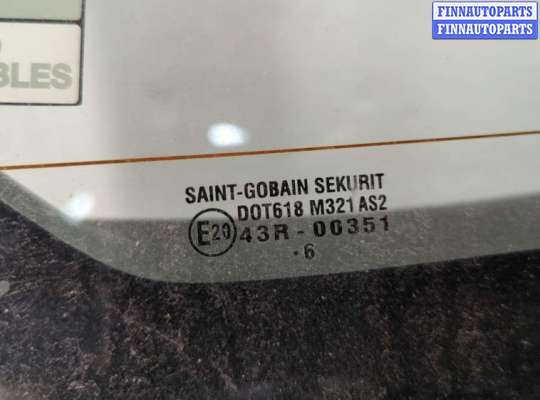 FINNAUTOPARTS
FINNAUTOPARTS
BLES
SAINT-GOBAIN SEKURIT
DOT618 M321 AS2
E20 43R-00351
.6